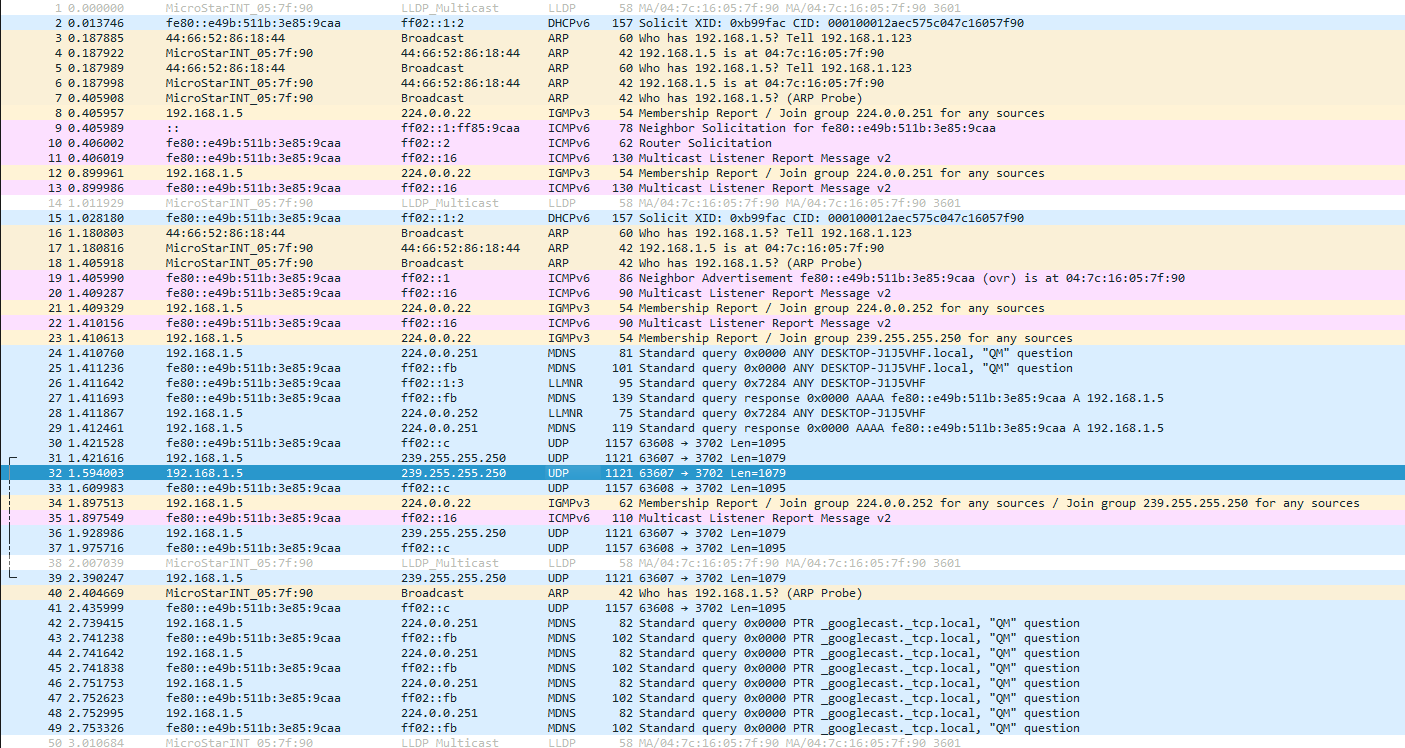 1 0.000000 MicroStarINT_05:7f:90 LLDP_Multicast LLDP 58 MA/04:7c:16:05:7f:90 MA/04:7c:16:05:7f:90 3601
2 0.013746 fe80::e49b:511b:3e85:9caa ff02::1:2 DHCPv6 157 Solicit XID: 0xb99fac CID: 000100012aec575c047c16057f90
3 0.187885 44:66:52:86:18:44 Broadcast ARP 60 Who has 192.168.1.5? Tell 192.168.1.123
4 0.187922 MicroStarINT_05:7f:90 44:66:52:86:18:44 ARP 42 192.168.1.5 is at 04:7c:16:05:7f:90
5 0.187989 44:66:52:86:18:44 Broadcast ARP 60 Who has 192.168.1.5? Tell 192.168.1.123
6 0.187998 MicroStarINT_05:7f:90 44:66:52:86:18:44 ARP 42 192.168.1.5 is at 04:7c:16:05:7f:90
7 0.405908 MicroStarINT_05:7f:90 Broadcast ARP 42 Who has 192.168.1.5? (ARP Probe)
8 0.405957 192.168.1.5 224.0.0.22 IGMPv3 54 Membership Report / Join group 224.0.0.251 for any sources
9 0.405989 :: ff02::1:ff85:9caa ICMPv6 78 Neighbor Solicitation for fe80::e49b:511b:3e85:9caa
10 0.406002 fe80::e49b:511b:3e85:9caa ff02::2 ICMPv6 62 Router Solicitation
11 0.406019 fe80::e49b:511b:3e85:9caa ff02::16 ICMPv6 130 Multicast Listener Report Message v2
12 0.899961 192.168.1.5 224.0.0.22 IGMPv3 54 Membership Report / Join group 224.0.0.251 for any sources
13 0.899986 fe80::e49b:511b:3e85:9caa ff02::16 ICMPv6 130 Multicast Listener Report Message v2
14 1.011929 MicroStarINT_05:7f:90 LLDP_Multicast LLDP 58 MA/04:7c:16:05:7f:90 MA/04:7c:16:05:7f:90 3601
15 1.028180 fe80::e49b:511b:3e85:9caa ff02::1:2 DHCPv6 157 Solicit XID: 0xb99fac CID: 000100012aec575c047c16057f90
16 1.180803 44:66:52:86:18:44 Broadcast ARP 60 Who has 192.168.1.5? Tell 192.168.1.123
17 1.180816 MicroStarINT_05:7f:90 44:66:52:86:18:44 ARP 42 192.168.1.5 is at 04:7c:16:05:7f:90
18 1.405918 MicroStarINT_05:7f:90 Broadcast ARP 42 Who has 192.168.1.5? (ARP Probe)
19 1.405990 fe80::e49b:511b:3e85:9caa ff02::1 ICMPv6 86 Neighbor Advertisement fe80::e49b:511b:3e85:9caa (ovr) is at 04:7c:16:05:7f:90
20 1.409287 fe80::e49b:511b:3e85:9caa ff02::16 ICMPv6 90 Multicast Listener Report Message v2
21 1.409329 192.168.1.5 224.0.0.22 IGMPv3 54 Membership Report / Join group 224.0.0.252 for any sources
22 1.410156 fe80::e49b:511b:3e85:9caa ff02::16 ICMPv6 90 Multicast Listener Report Message v2
23 1.410613 192.168.1.5 224.0.0.22 IGMPv3 54 Membership Report / Join group 239.255.255.250 for any sources
24 1.410760 192.168.1.5 224.0.0.251 MDNS 81 Standard query 0x0000 ANY DESKTOP-J1J5VHF.local, "QM" question
25 1.411236 fe80::e49b:511b:3e85:9caa ff02::fb MDNS 101 Standard query 0x0000 ANY DESKTOP-J1J5VHF.local, "QM" question
26 1.411642 fe80::e49b:511b:3e85:9caa ff02::1:3 LLMNR 95 Standard query 0x7284 ANY DESKTOP-J1J5VHF
27 1.411693 fe80::e49b:511b:3e85:9caa ff02::fb MDNS 139 Standard query response 0x0000 AAAA fe80::e49b:511b:3e85:9caa A 192.168.1.5
28 1.411867 192.168.1.5 224.0.0.252 LLMNR 75 Standard query 0x7284 ANY DESKTOP-J1J5VHF
29 1.412461 192.168.1.5 224.0.0.251 MDNS 119 Standard query response 0x0000 AAAA fe80::e49b:511b:3e85:9caa A 192.168.1.5
30 1.421528 fe80::e49b:511b:3e85:9caa ff02::c UDP 1157 63608 → 3702 Len=1095
31 1.421616 192.168.1.5 239.255.255.250 UDP 1121 63607 → 3702 Len=1079
32 1.594003 192.168.1.5 239.255.255.250 UDP 1121 63607 → 3702 Len=1079
33 1.609983 fe80::e49b:511b:3e85:9caa ff02::c UDP 1157 63608 → 3702 Len=1095
34 1.897513 192.168.1.5 224.0.0.22 IGMPv3 62 Membership Report / Join group 224.0.0.252 for any sources / Join group 239.255.255.250 for any sources
35 1.897549 fe80::e49b:511b:3e85:9caa ff02::16 ICMPv6 110 Multicast Listener Report Message v2
36 1.928986 192.168.1.5 239.255.255.250 UDP 1121 63607 → 3702 Len=1079
37 1.975716 fe80::e49b:511b:3e85:9caa ff02::c UDP 1157 63608 → 3702 Len=1095
38 2.007039 MicroStarINT_05:7f:90 LLDP_Multicast LLDP 58 MA/04:7c:16:05:7f:90 MA/04:7c:16:05:7f:90 3601
39 2.390247 192.168.1.5 239.255.255.250 UDP 1121 63607 → 3702 Len=1079
40 2.404669 MicroStarINT_05:7f:90 Broadcast ARP 42 Who has 192.168.1.5? (ARP Probe)
41 2.435999 fe80::e49b:511b:3e85:9caa ff02::c UDP 1157 63608 → 3702 Len=1095
42 2.739415 192.168.1.5 224.0.0.251 MDNS 82 Standard query 0x0000 PTR _googlecast._tcp.local, "QM" question
43 2.741238 fe80::e49b:511b:3e85:9caa ff02::fb MDNS 102 Standard query 0x0000 PTR _googlecast._tcp.local, "QM" question
44 2.741642 192.168.1.5 224.0.0.251 MDNS 82 Standard query 0x0000 PTR _googlecast._tcp.local, "QM" question
45 2.741838 fe80::e49b:511b:3e85:9caa ff02::fb MDNS 102 Standard query 0x0000 PTR _googlecast._tcp.local, "QM" question
46 2.751753 192.168.1.5 224.0.0.251 MDNS 82 Standard query 0x0000 PTR _googlecast._tcp.local, "QM" question
47 2.752623 fe80::e49b:511b:3e85:9caa ff02::fb MDNS 102 Standard query 0x0000 PTR _googlecast._tcp.local, "QM" question
48 2.752995 192.168.1.5 224.0.0.251 MDNS 82 Standard query 0x0000 PTR _googlecast._tcp.local, "QM" question
49 2.753326 fe80::e49b:511b:3e85:9caa ff02::fb MDNS 102 Standard query 0x0000 PTR _googlecast._tcp.local, "QM" question
50 3.010684 MicroStarINT_05:7f:90 LLDP_Multicast LLDP 58 MA/04:7c:16:05:7f:90 MA/04:7c:16:05:7f:90 3601